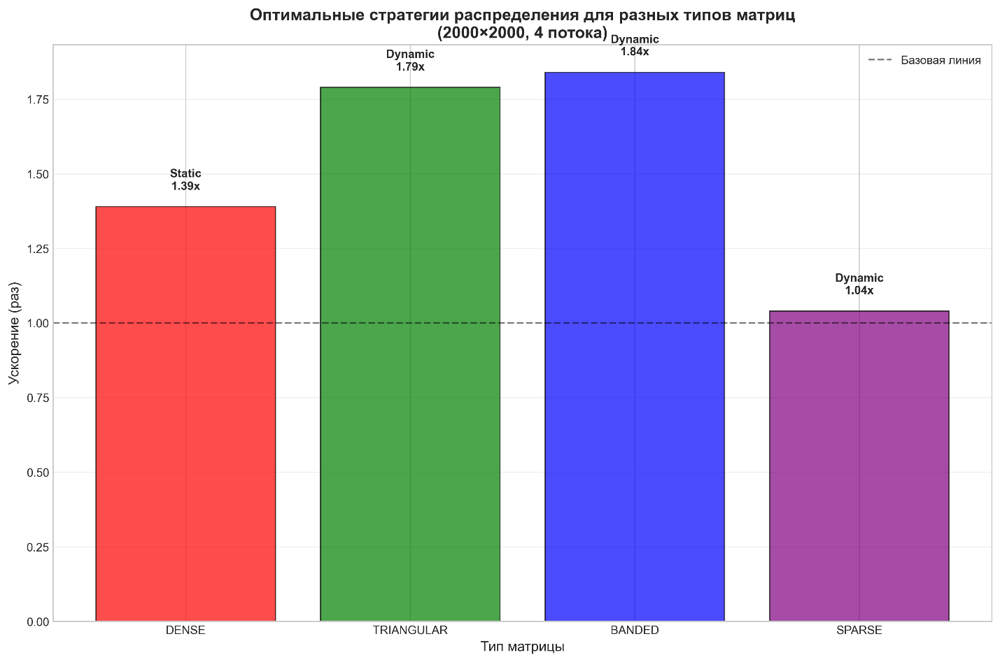 Оптимальные стратегии распределения для разных типов матриц
(2000×2000, 4 потока)
Dynamic
1.84x
Dynamic
1.79x
Базовая линия
Static
1.39x
Dynamic
1.04x
Ускорение (раз)
1.75
1.50
1.25
1.00
0.75
0.50
0.25
0.00
DENSE
TRIANGULAR
BANDED
SPARSE
Тип матрицы